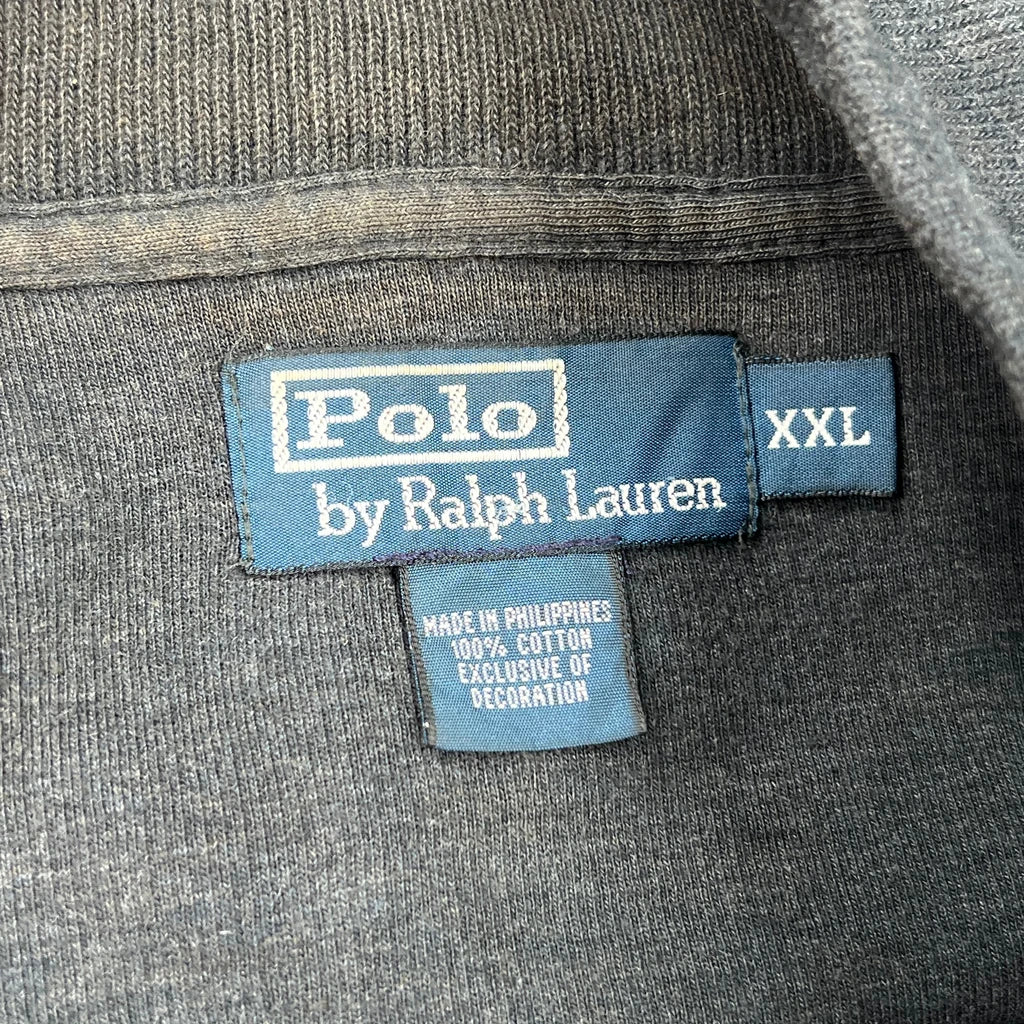 Polo
by Ralph Lauren
XXL
MADE IN PHILIPPINES
100% COTTON
EXCLUSIVE OF
DECORATION